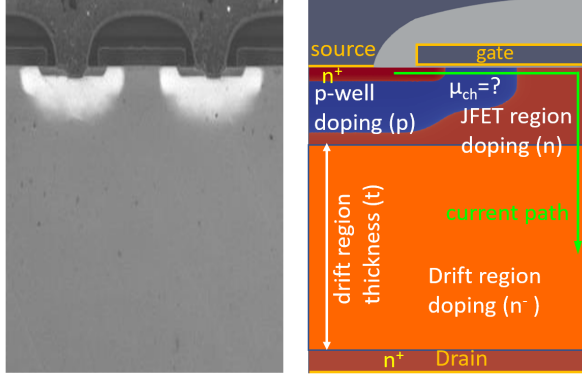 source
gate
n⁺
p-well
doping (p)
μch=?
JFET region
doping (n)
drift region
thickness (t)
current path
Drift region
doping (n⁻ )
n⁺
Drain